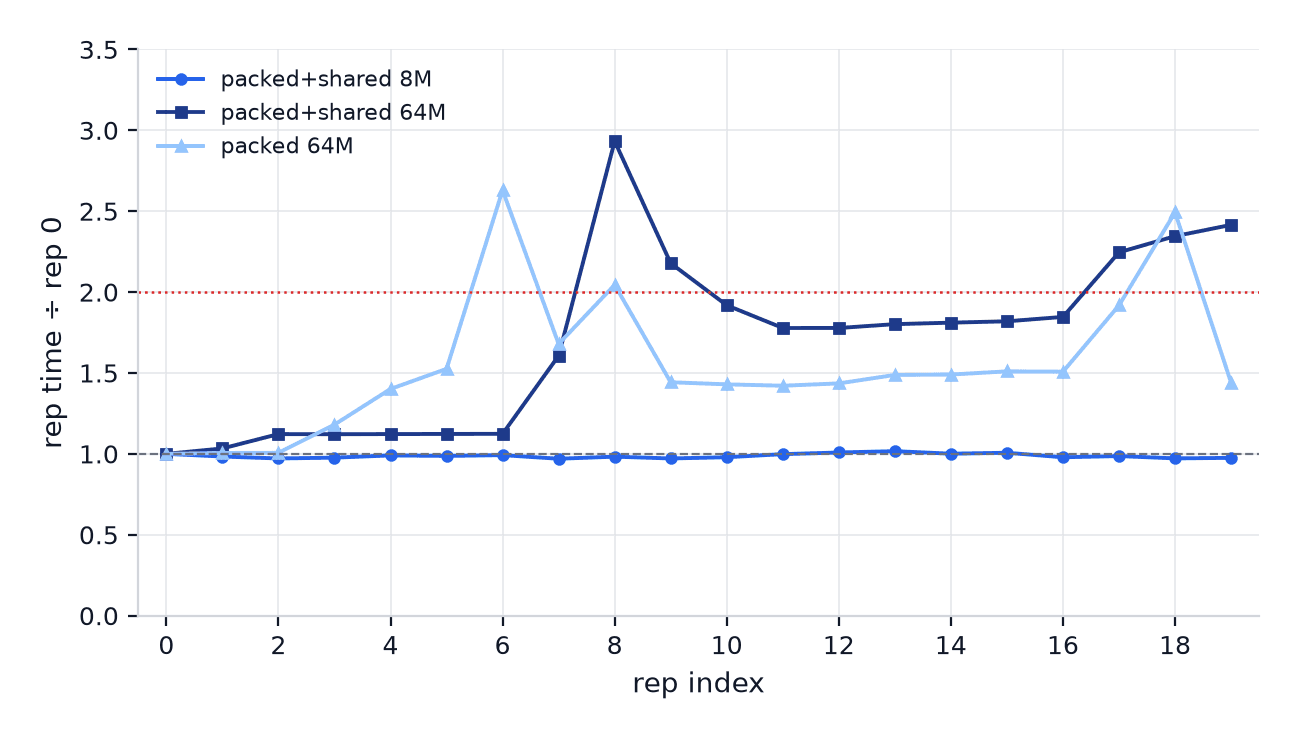 3.5
3.0
2.5
2.0
1.5
1.0
0.5
0.0
rep time ÷ rep 0
packed+shared 8M
packed+shared 64M
packed 64M
0 2 4 6 8 10 12 14 16 18
rep index